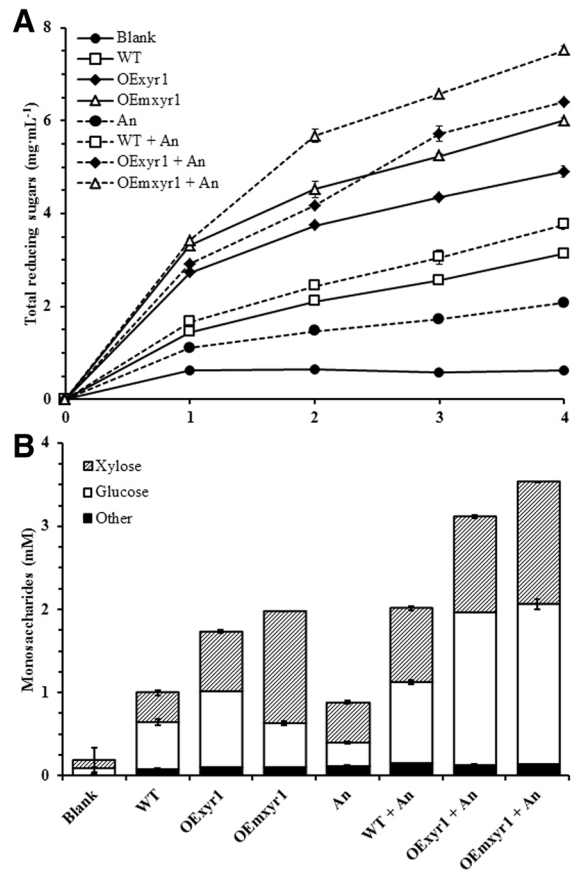 A
8
6
4
2
0
Total reducing sugars (mg·mL-1)
Blank
WT
OExyr1
OEmxyr1
An
WT + An
OExyr1 + An
OEmxyr1 + An
0 1 2 3 4
B
4
3
2
1
0
Monosaccharides (mM)
Xylose
Glucose
Other
Blank
WT
OExyr1
OEmxyr1
An
WT + An
OExyr1 + An
OEmxyr1 + An